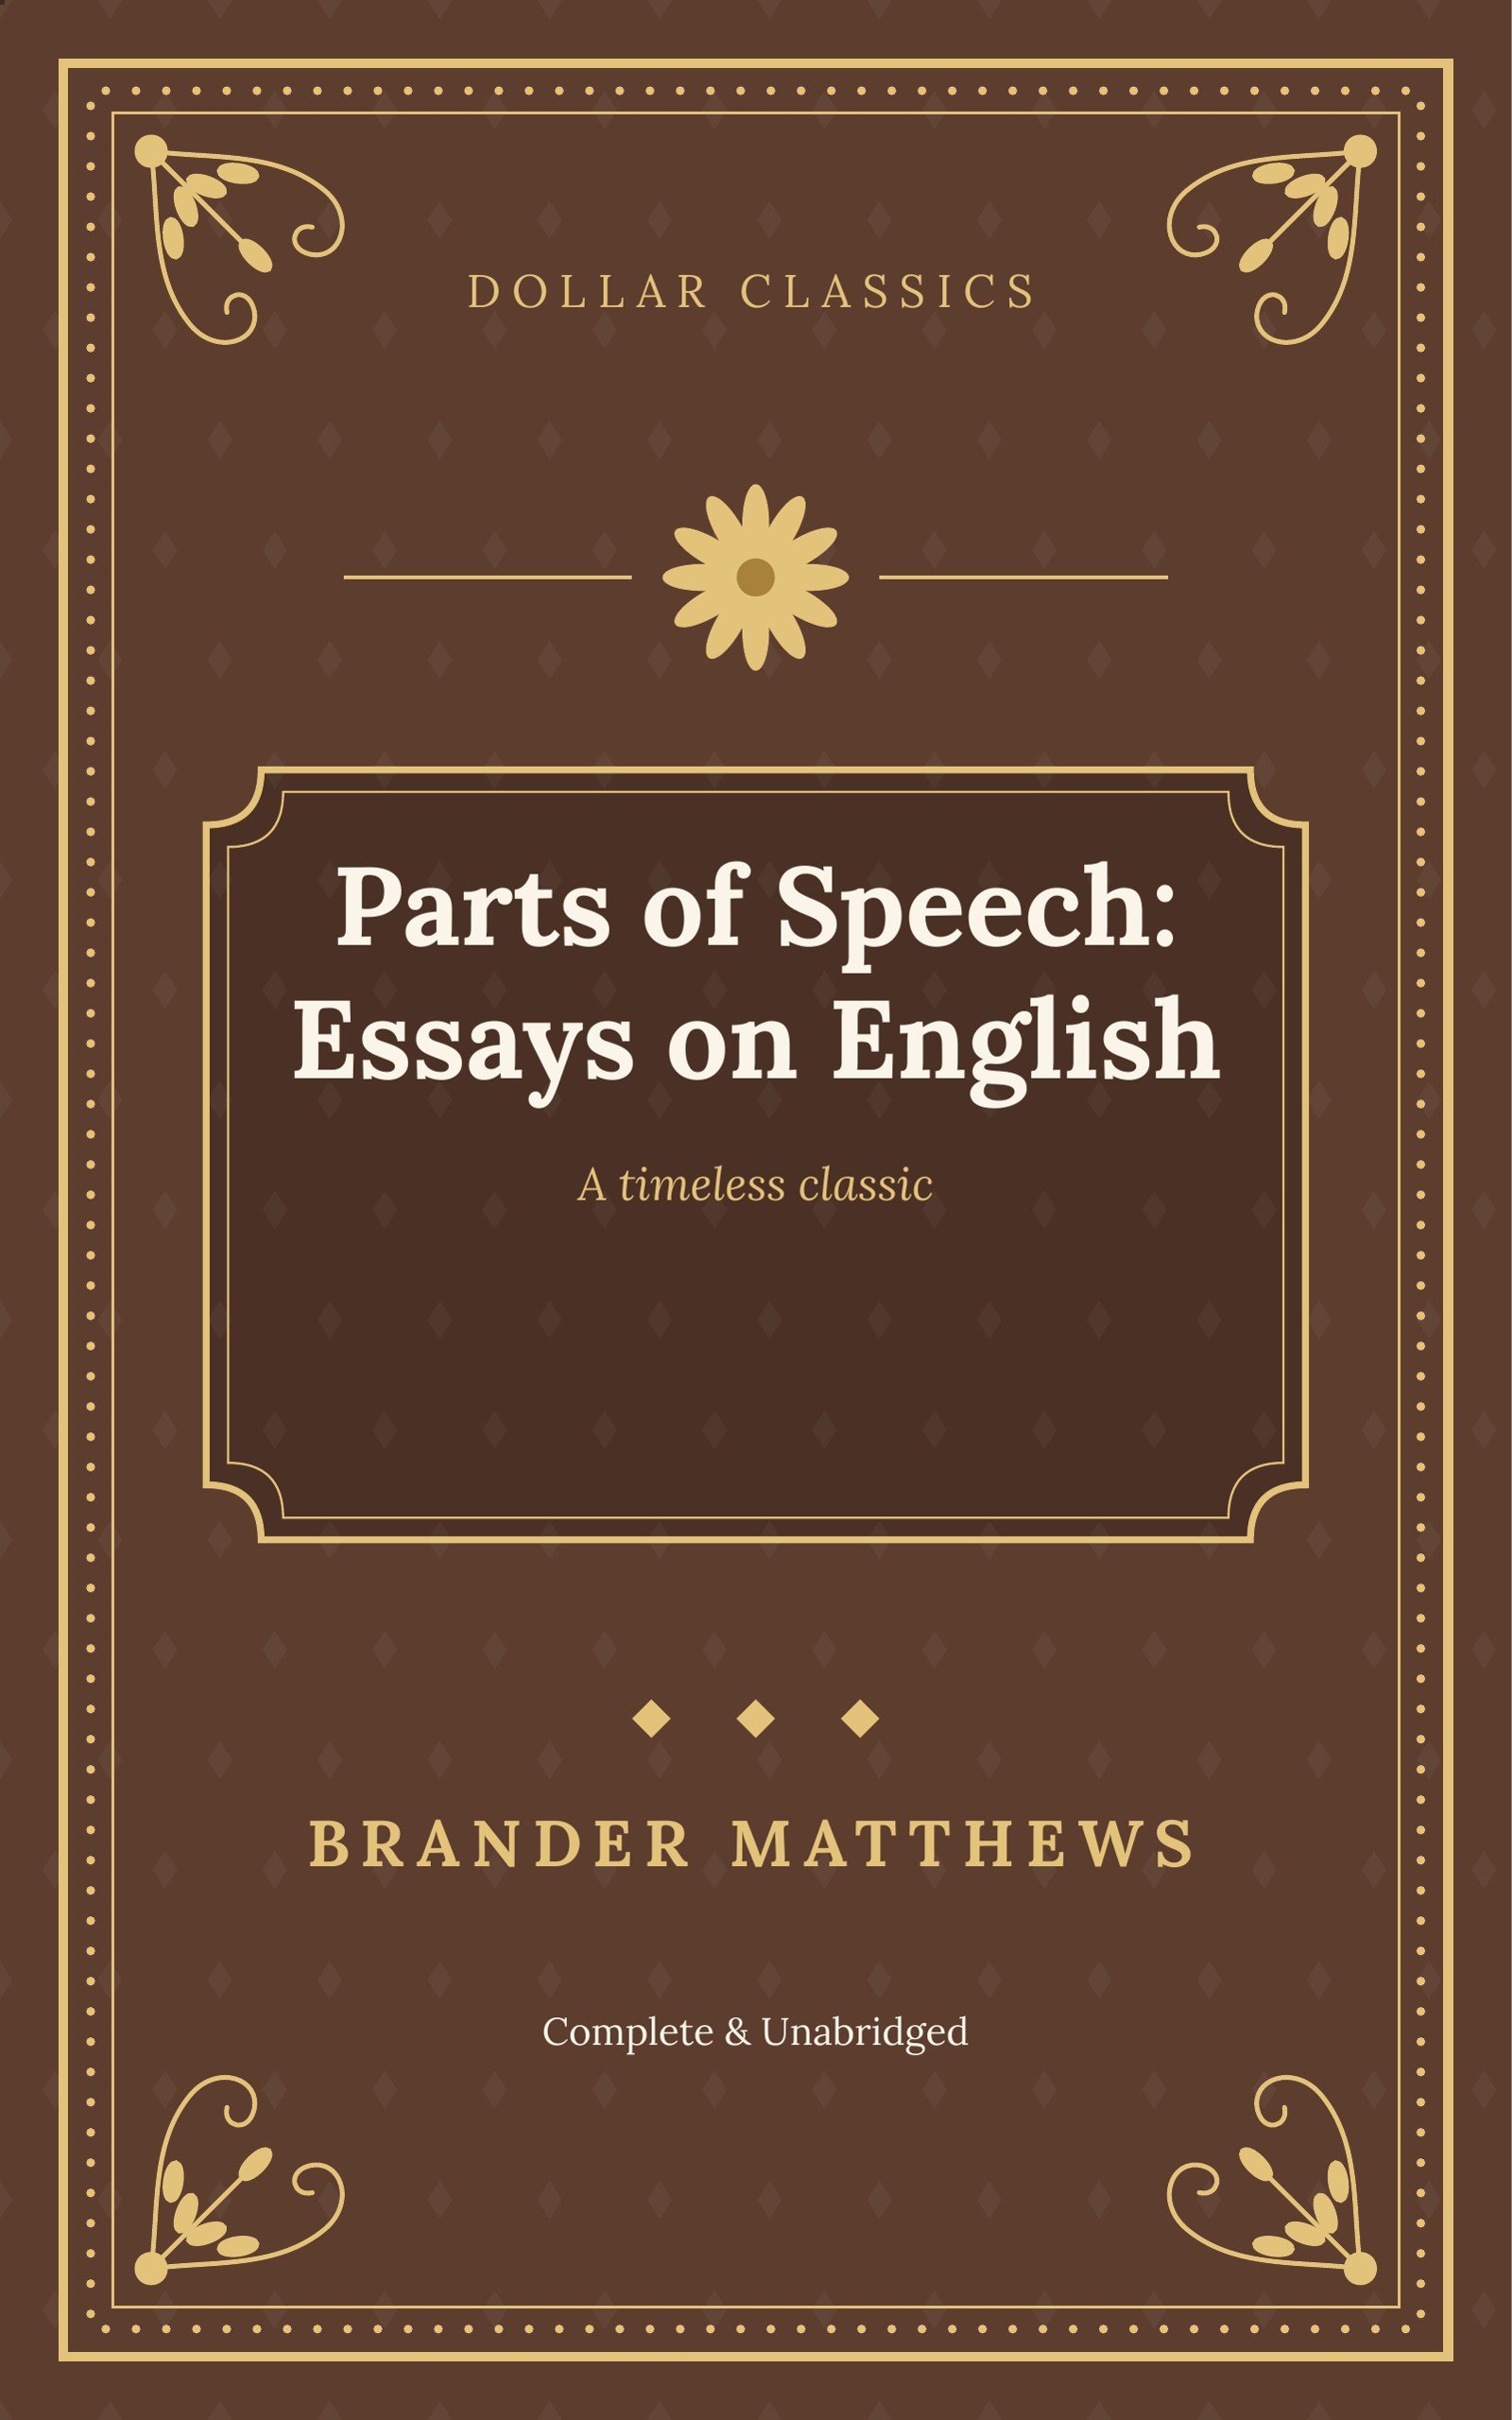 DOLLAR CLASSICS
Parts of Speech:
Essays on English
A timeless classic
BRANDER MATTHEWS
Complete & Unabridged